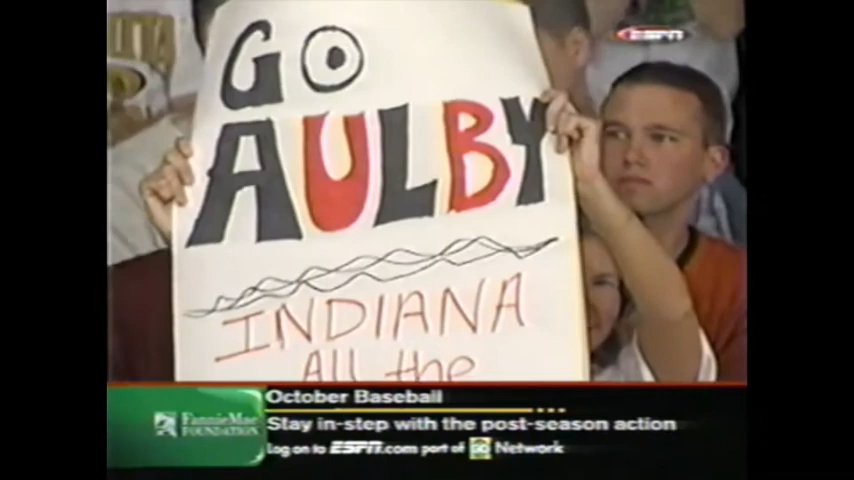 ESPN
GO
AULBY
INDIANA
All the
October Baseball
FannieMae
FOUNDATION
Stay in-step with the post-season action
Log on to ESPN.com part of GO Network